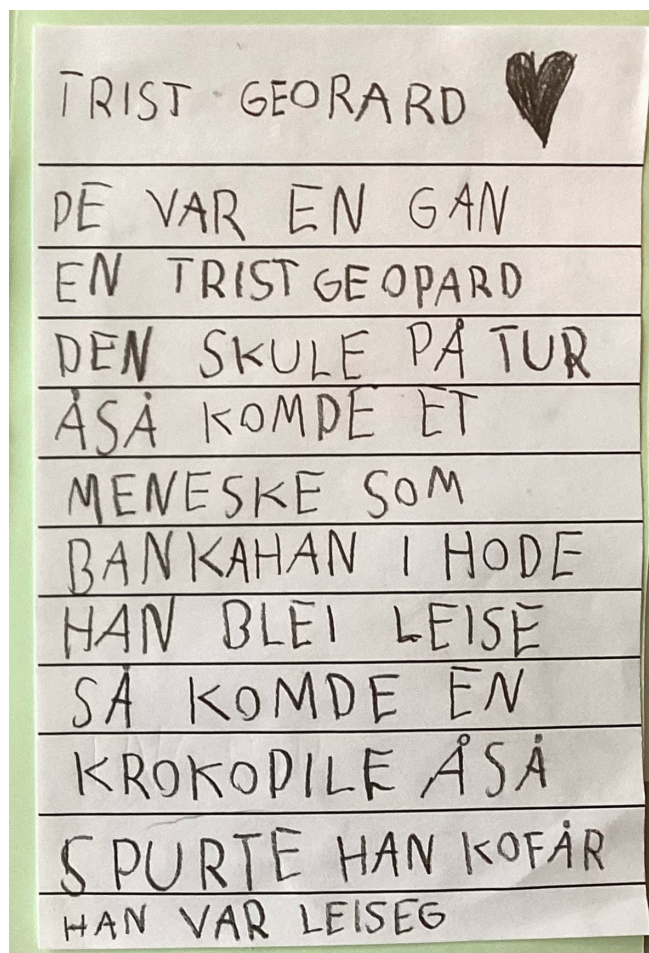 TRIST GEORARD
DE VAR EN GAN
EN TRIST GEOPARD
DEN SKULE PÅ TUR
ÅSÅ KOMDE ET
MENESKE SOM
BANKAHAN I HODE
HAN BLEI LEISE
SÅ KOMDE EN
KROKODILE ÅSÅ
SPURTE HAN KOFÅR
HAN VAR LEISEG